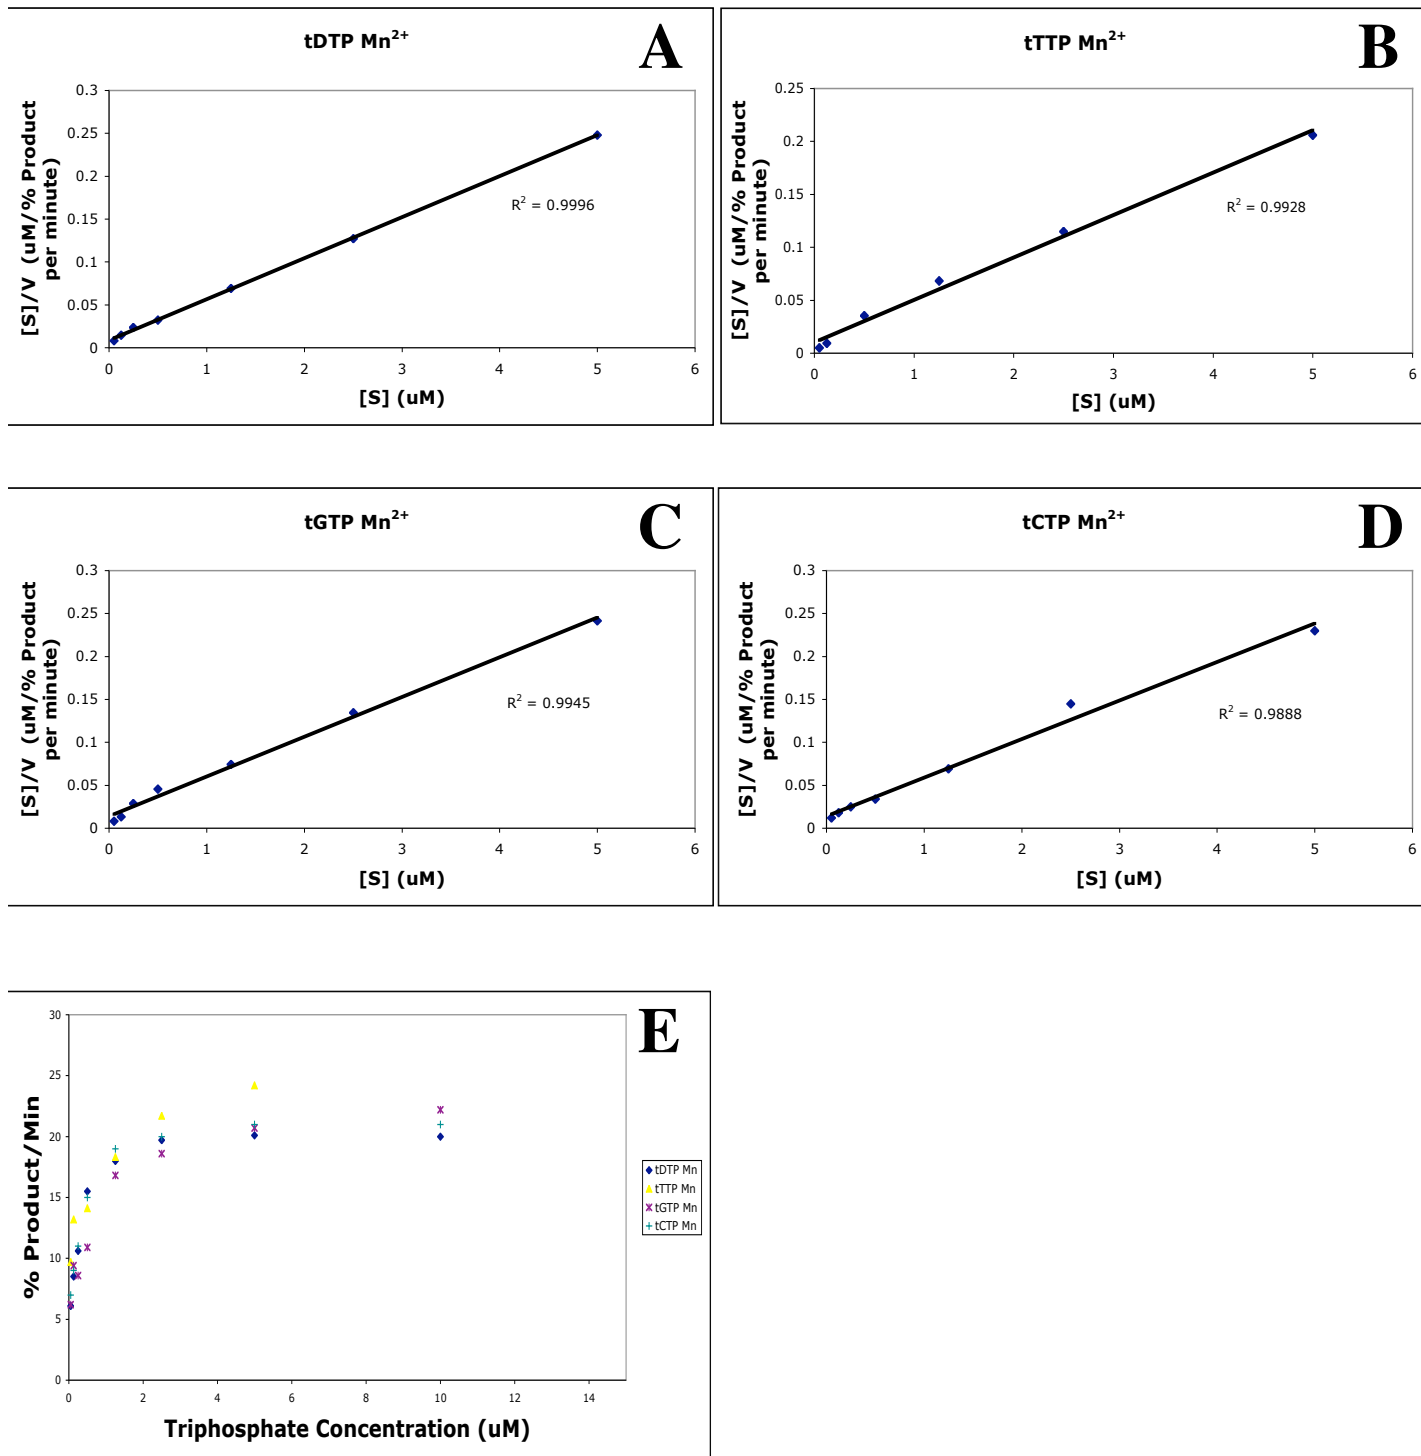 tDTP Mn²⁺
A
[S]/V (uM/% Product
per minute)
0.3
0.25
0.2
0.15
0.1
0.05
0
R² = 0.9996
0 1 2 3 4 5 6
[S] (uM)
tTTP Mn²⁺
B
[S]/V (uM/% Product
per minute)
0.25
0.2
0.15
0.1
0.05
0
R² = 0.9928
0 1 2 3 4 5 6
[S] (uM)
tGTP Mn²⁺
C
[S]/V (uM/% Product
per minute)
0.3
0.25
0.2
0.15
0.1
0.05
0
R² = 0.9945
0 1 2 3 4 5 6
[S] (uM)
tCTP Mn²⁺
D
[S]/V (uM/% Product
per minute)
0.3
0.25
0.2
0.15
0.1
0.05
0
R² = 0.9888
0 1 2 3 4 5 6
[S] (uM)
E
% Product/Min
30
25
20
15
10
5
0
0 2 4 6 8 10 12 14
Triphosphate Concentration (uM)
tDTP Mn
tTTP Mn
tGTP Mn
tCTP Mn